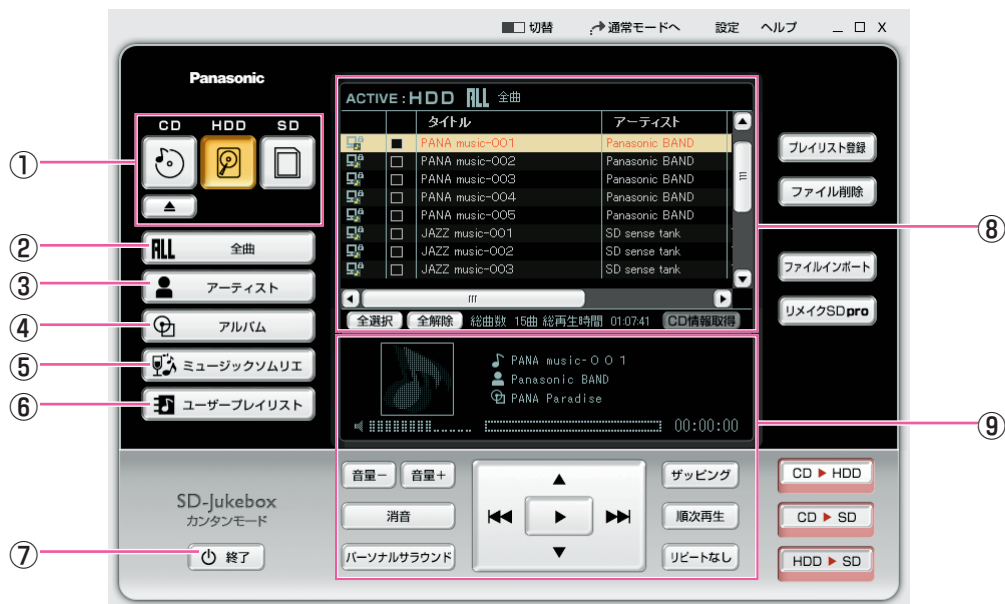 切替 通常モードへ 設定 ヘルプ _ □ X
Panasonic
CD HDD SD
①
② ALL 全曲
③ アーティスト
④ アルバム
⑤ ミュージックソムリエ
⑥ ユーザープレイリスト
ACTIVE : HDD ALL 全曲
タイトル アーティスト
PANA music-001 Panasonic BAND
PANA music-002 Panasonic BAND
PANA music-003 Panasonic BAND
PANA music-004 Panasonic BAND
PANA music-005 Panasonic BAND
JAZZ music-001 SD sense tank
JAZZ music-002 SD sense tank
JAZZ music-003 SD sense tank
全選択 全解除 総曲数 15曲 総再生時間 01:07:41 CD情報取得
⑧
プレイリスト登録
ファイル削除
ファイルインポート
リメイクSD pro
PANA music-001
Panasonic BAND
PANA Paradise
00:00:00
⑨
SD-Jukebox
カンタンモード
⑦ 終了
音量− 音量+
消音
パーソナルサラウンド
ザッピング
順次再生
リピートなし
CD ▶ HDD
CD ▶ SD
HDD ▶ SD